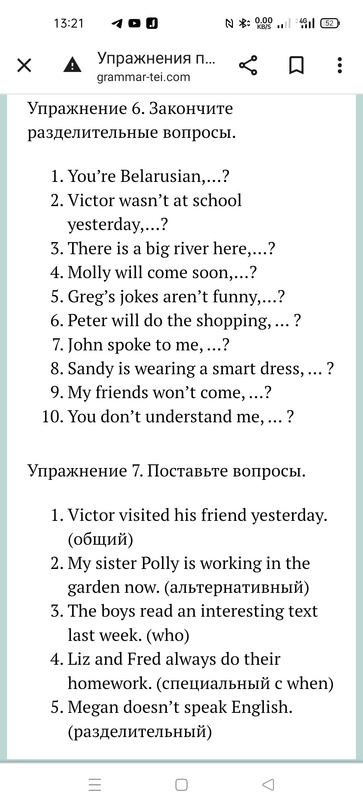 13:21
0.00 KB/S 4G 52
Упражнения п...
grammar-tei.com
Упражнение 6. Закончите
разделительные вопросы.
1. You’re Belarusian,…?
2. Victor wasn’t at school
yesterday,…?
3. There is a big river here,…?
4. Molly will come soon,…?
5. Greg’s jokes aren’t funny,…?
6. Peter will do the shopping, … ?
7. John spoke to me, …?
8. Sandy is wearing a smart dress, … ?
9. My friends won’t come, …?
10. You don’t understand me, … ?
Упражнение 7. Поставьте вопросы.
1. Victor visited his friend yesterday.
(общий)
2. My sister Polly is working in the
garden now. (альтернативный)
3. The boys read an interesting text
last week. (who)
4. Liz and Fred always do their
homework. (специальный с when)
5. Megan doesn’t speak English.
(разделительный)